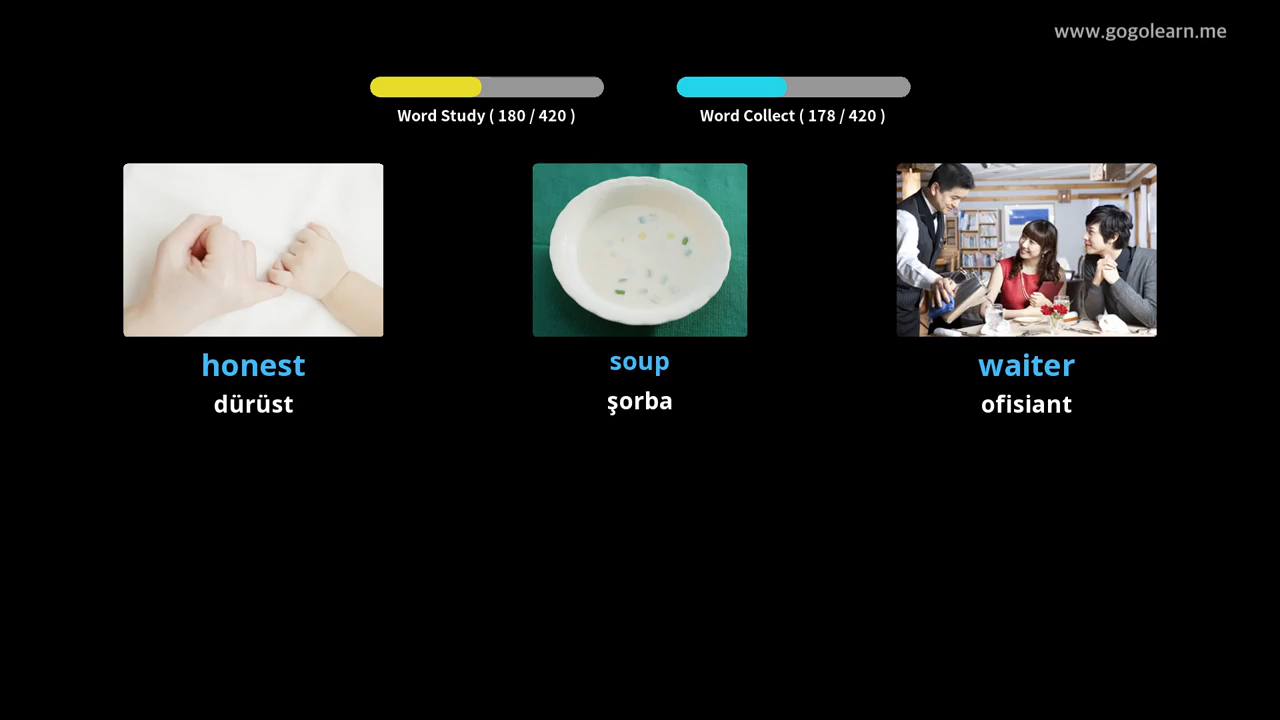 www.gogolearn.me
Word Study ( 180 / 420 )
Word Collect ( 178 / 420 )
honest
dürüst
soup
şorba
waiter
ofisiant